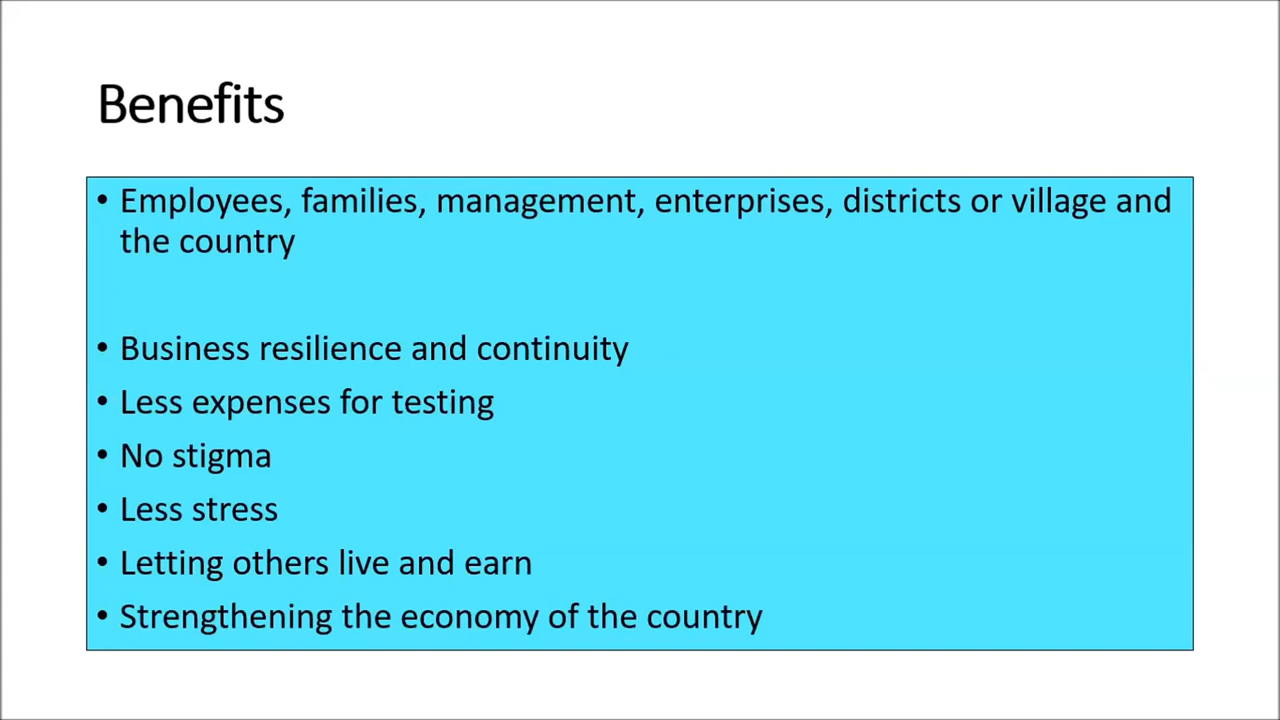 Benefits
• Employees, families, management, enterprises, districts or village and
the country
• Business resilience and continuity
• Less expenses for testing
• No stigma
• Less stress
• Letting others live and earn
• Strengthening the economy of the country